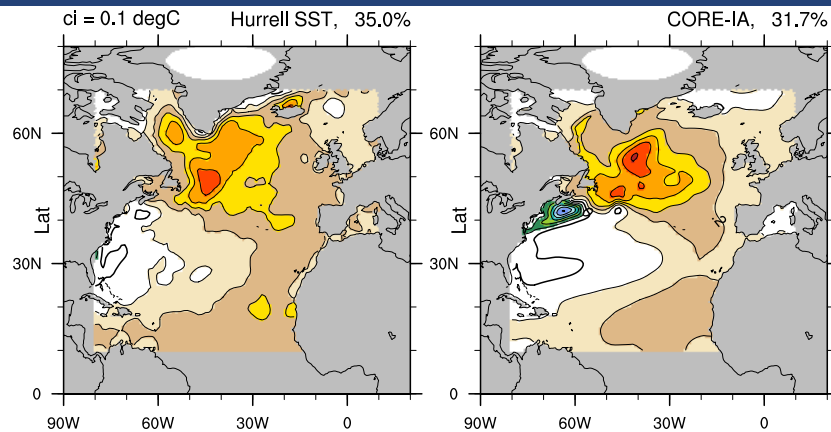 ci = 0.1 degC Hurrell SST, 35.0% CORE-IA, 31.7%
60N 60N
Lat Lat
30N 30N
0 0
90W 60W 30W 0 90W 60W 30W 0